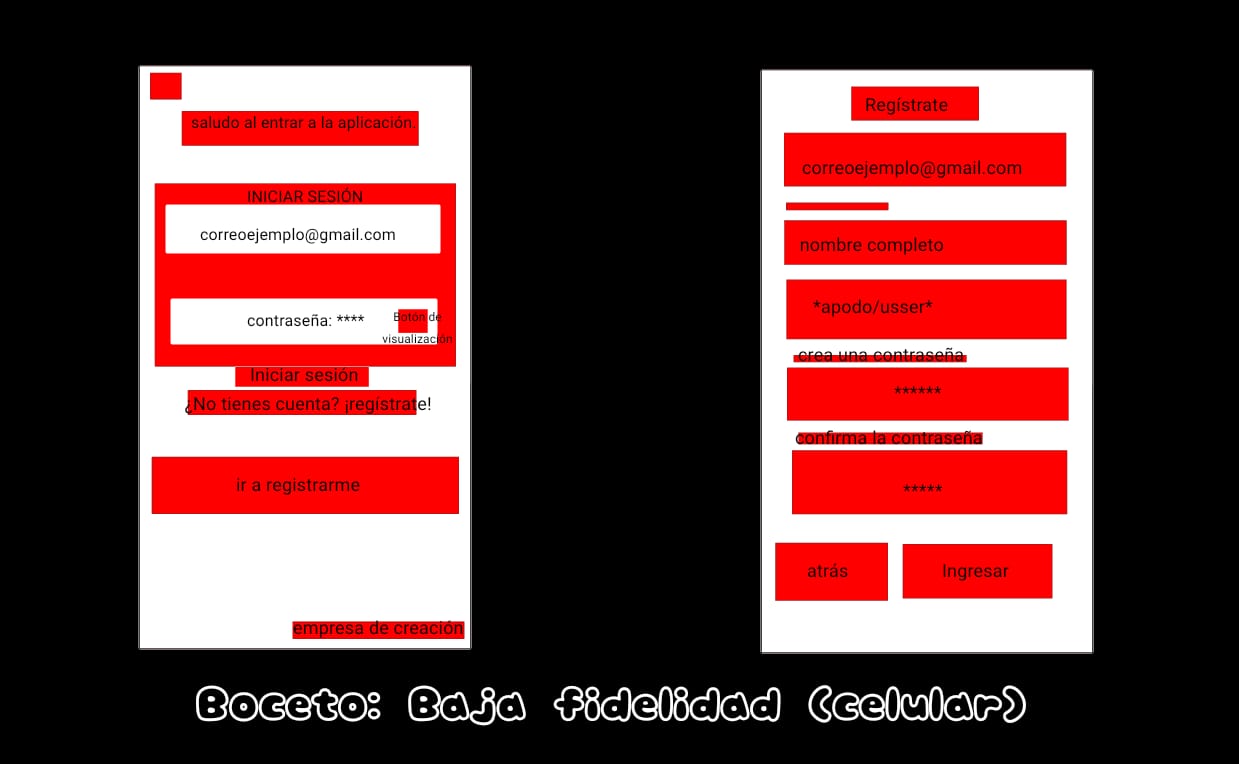 saludo al entrar a la aplicación.
INICIAR SESIÓN
correoejemplo@gmail.com
contraseña: ****
Botón de
visualización
Iniciar sesión
¿No tienes cuenta? ¡regístrate!
ir a registrarme
empresa de creación
Regístrate
correoejemplo@gmail.com
nombre completo
*apodo/usser*
crea una contraseña
******
confirma la contraseña
*****
atrás
Ingresar
Boceto: Baja fidelidad (celular)